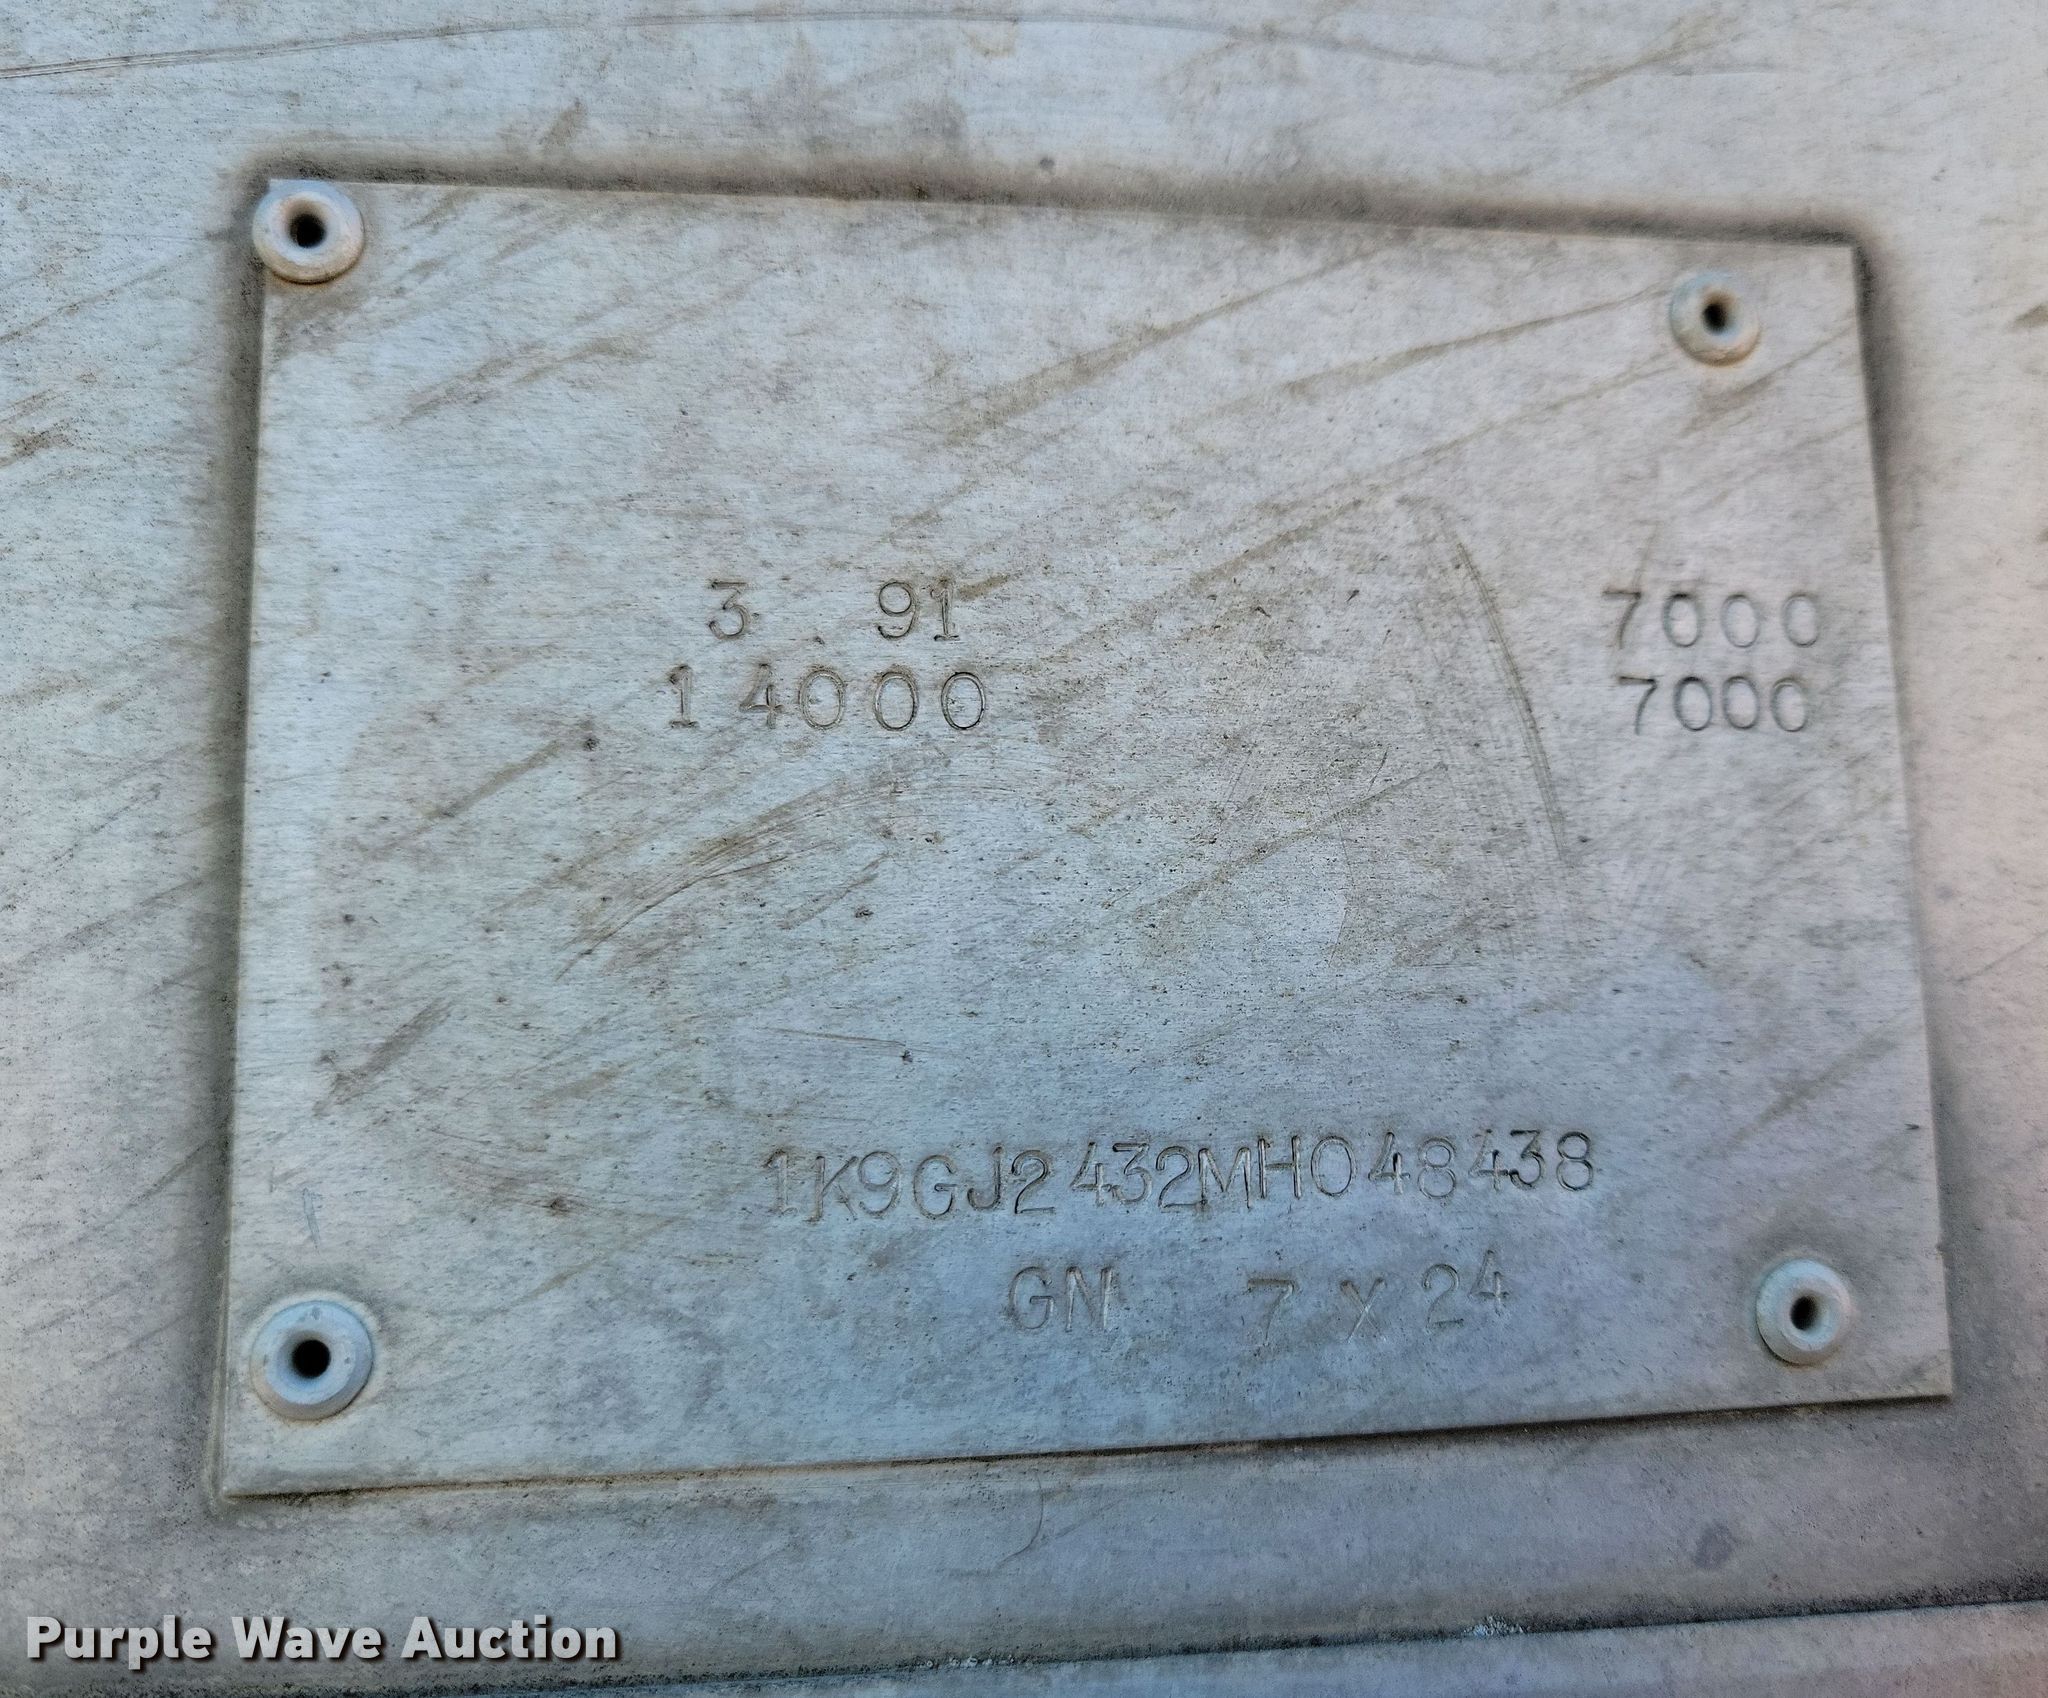 3 91 7000
14000 7000
1K9GJ2432MH048438
GN 7 X 24
Purple Wave Auction